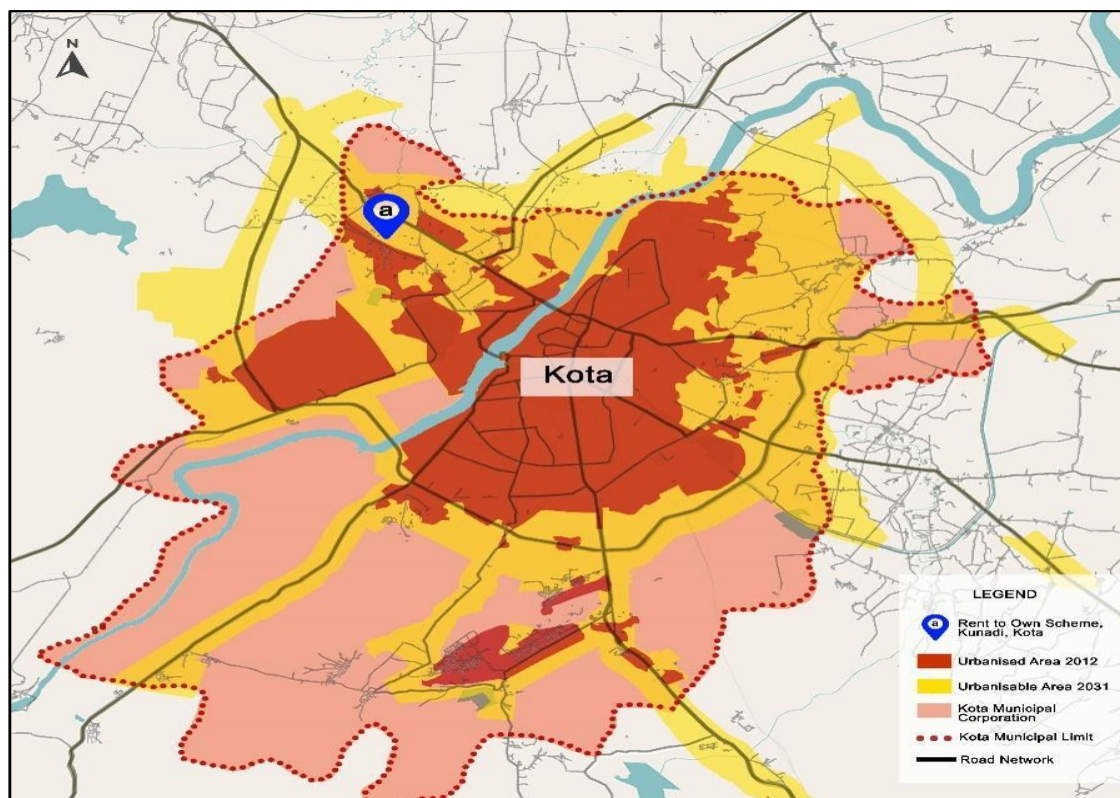 N
a
Kota
LEGEND
a
Rent to Own Scheme,
Kunadi, Kota
Urbanised Area 2012
Urbanisable Area 2031
Kota Municipal
Corporation
Kota Municipal Limit
Road Network